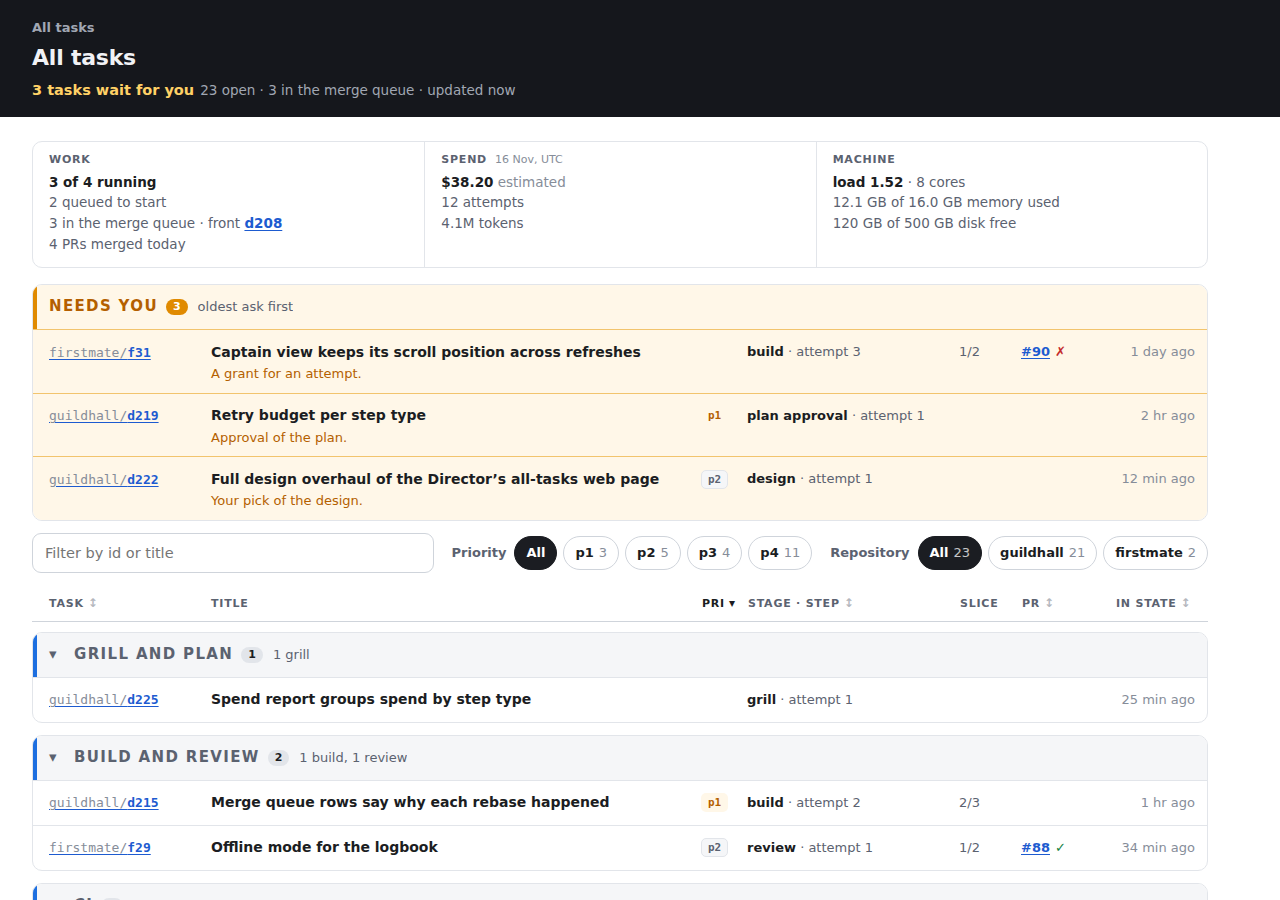 All tasks
All tasks
3 tasks wait for you 23 open · 3 in the merge queue · updated now
WORK
3 of 4 running
2 queued to start
3 in the merge queue · front d208
4 PRs merged today
SPEND 16 Nov, UTC
$38.20 estimated
12 attempts
4.1M tokens
MACHINE
load 1.52 · 8 cores
12.1 GB of 16.0 GB memory used
120 GB of 500 GB disk free
NEEDS YOU 3 oldest ask first
firstmate/f31 Captain view keeps its scroll position across refreshes build · attempt 3 1/2 #90 ✗ 1 day ago
A grant for an attempt.
guildhall/d219 Retry budget per step type p1 plan approval · attempt 1 2 hr ago
Approval of the plan.
guildhall/d222 Full design overhaul of the Director’s all-tasks web page p2 design · attempt 1 12 min ago
Your pick of the design.
Filter by id or title Priority All p1 3 p2 5 p3 4 p4 11 Repository All 23 guildhall 21 firstmate 2
TASK ↕ TITLE PRI ▾ STAGE · STEP ↕ SLICE PR ↕ IN STATE ↕
▾ GRILL AND PLAN 1 1 grill
guildhall/d225 Spend report groups spend by step type grill · attempt 1 25 min ago
▾ BUILD AND REVIEW 2 1 build, 1 review
guildhall/d215 Merge queue rows say why each rebase happened p1 build · attempt 2 2/3 1 hr ago
firstmate/f29 Offline mode for the logbook p2 review · attempt 1 1/2 #88 ✓ 34 min ago